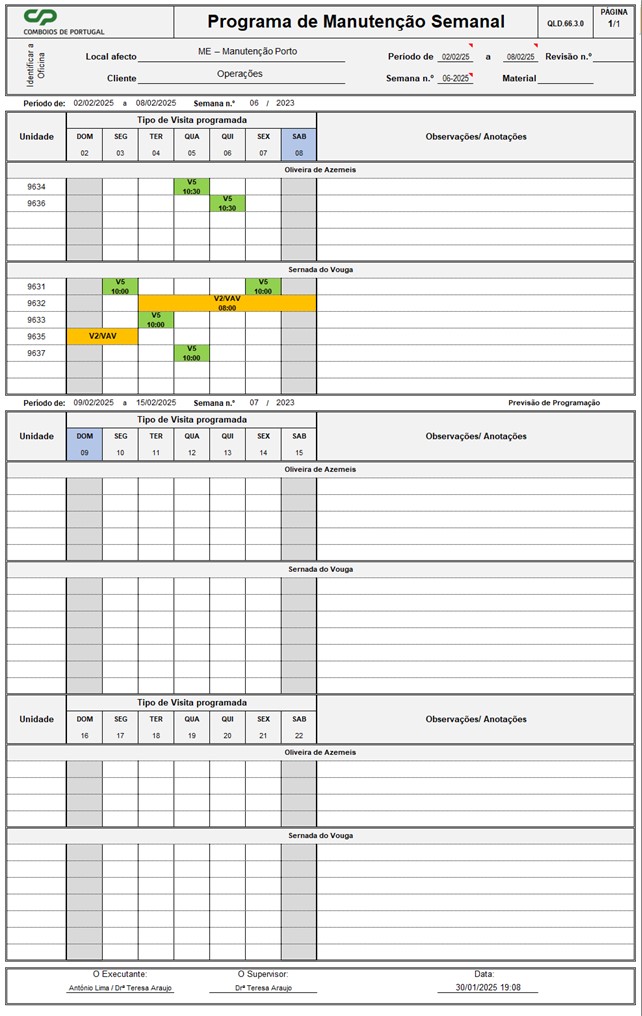 CP
COMBOIOS DE PORTUGAL
Programa de Manutenção Semanal
QLD.66.3.0
PÁGINA
1/1
Identificar a Oficina
Local afecto ME – Manutenção Porto
Cliente Operações
Período de 02/02/25 a 08/02/25 Revisão n.º
Semana n.º 06-2025 Material
Período de: 02/02/2025 a 08/02/2025 Semana n.º 06 / 2023
Unidade
Tipo de Visita programada
Observações/ Anotações
DOM SEG TER QUA QUI SEX SAB
02 03 04 05 06 07 08
Oliveira de Azemeis
9634 V5 10:30
9636 V5 10:30
Sernada do Vouga
9631 V5 10:00 V5 10:00
9632 V2/VAV 08:00
9633 V5 10:00
9635 V2/VAV
9637 V5 10:00
Período de: 09/02/2025 a 15/02/2025 Semana n.º 07 / 2023 Previsão de Programação
Unidade
Tipo de Visita programada
Observações/ Anotações
DOM SEG TER QUA QUI SEX SAB
09 10 11 12 13 14 15
Oliveira de Azemeis
Sernada do Vouga
Unidade
Tipo de Visita programada
Observações/ Anotações
DOM SEG TER QUA QUI SEX SAB
16 17 18 19 20 21 22
Oliveira de Azemeis
Sernada do Vouga
O Executante: O Supervisor: Data:
António Lima / Drª Teresa Araujo Drª Teresa Araujo 30/01/2025 19:08